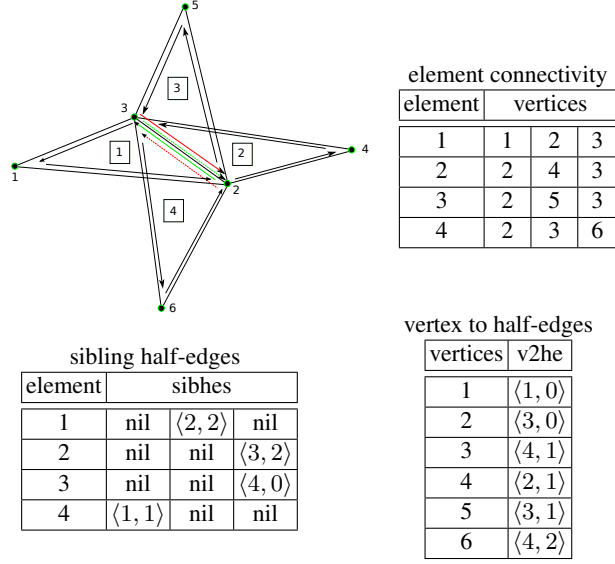 5
3
3
1
2
4
1
2
4
6
element connectivity
element vertices
1 1 2 3
2 2 4 3
3 2 5 3
4 2 3 6
sibling half-edges
element sibhes
1 nil ⟨2, 2⟩ nil
2 nil nil ⟨3, 2⟩
3 nil nil ⟨4, 0⟩
4 ⟨1, 1⟩ nil nil
vertex to half-edges
vertices v2he
1 ⟨1, 0⟩
2 ⟨3, 0⟩
3 ⟨4, 1⟩
4 ⟨2, 1⟩
5 ⟨3, 1⟩
6 ⟨4, 2⟩